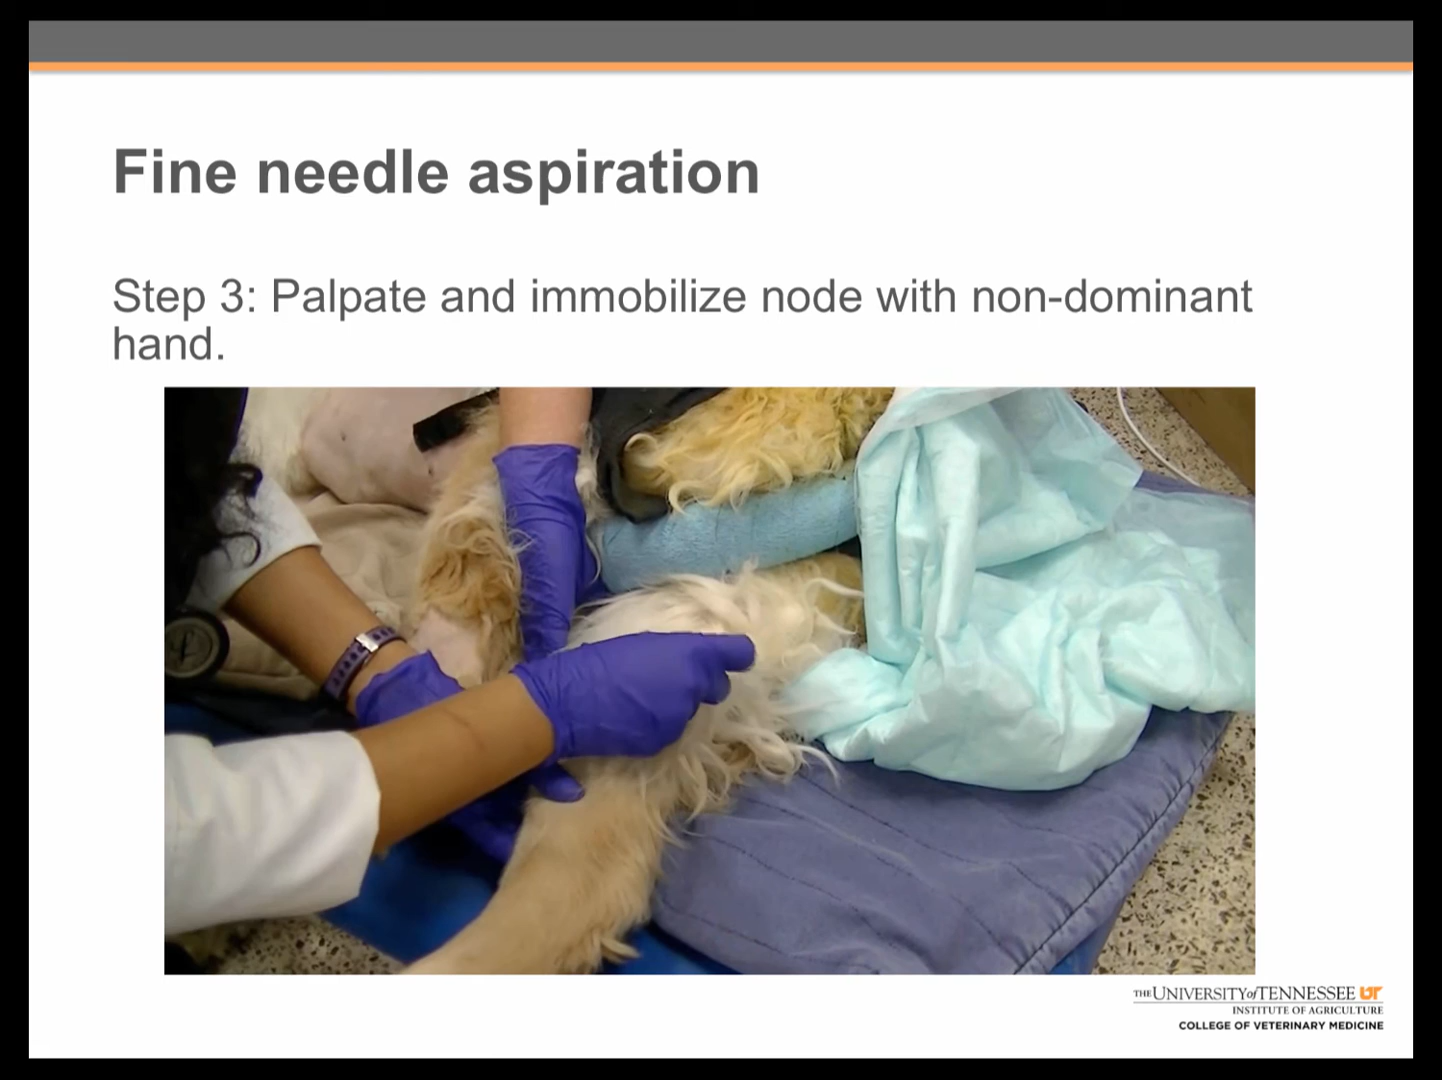 Fine needle aspiration
Step 3: Palpate and immobilize node with non-dominant
hand.
THE UNIVERSITY of TENNESSEE UT
INSTITUTE OF AGRICULTURE
COLLEGE OF VETERINARY MEDICINE